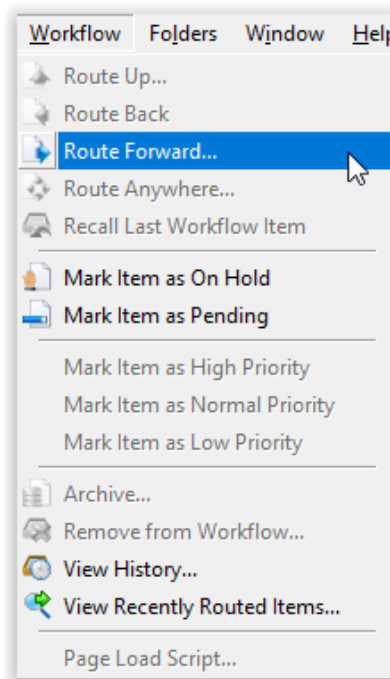 Workflow Folders Window Help
Route Up...
Route Back
Route Forward...
Route Anywhere...
Recall Last Workflow Item
Mark Item as On Hold
Mark Item as Pending
Mark Item as High Priority
Mark Item as Normal Priority
Mark Item as Low Priority
Archive...
Remove from Workflow...
View History...
View Recently Routed Items...
Page Load Script...